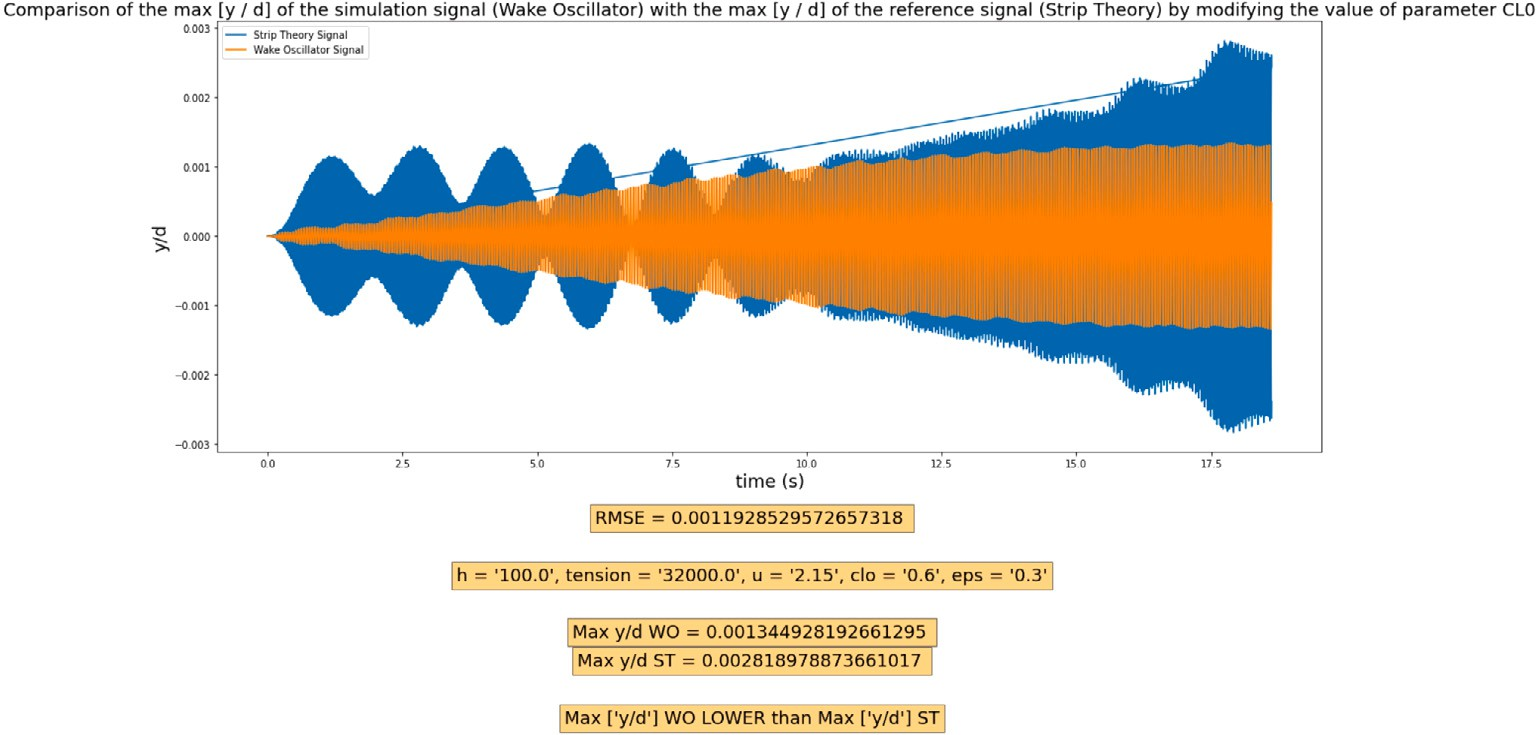 Comparison of the max [y / d] of the simulation signal (Wake Oscillator) with the max [y / d] of the reference signal (Strip Theory) by modifying the value of parameter CL0
Strip Theory Signal
Wake Oscillator Signal
0.003
0.002
0.001
0.000
−0.001
−0.002
−0.003
y/d
0.0 2.5 5.0 7.5 10.0 12.5 15.0 17.5
time (s)
RMSE = 0.0011928529572657318
h = '100.0', tension = '32000.0', u = '2.15', clo = '0.6', eps = '0.3'
Max y/d WO = 0.001344928192661295
Max y/d ST = 0.002818978873661017
Max ['y/d'] WO LOWER than Max ['y/d'] ST